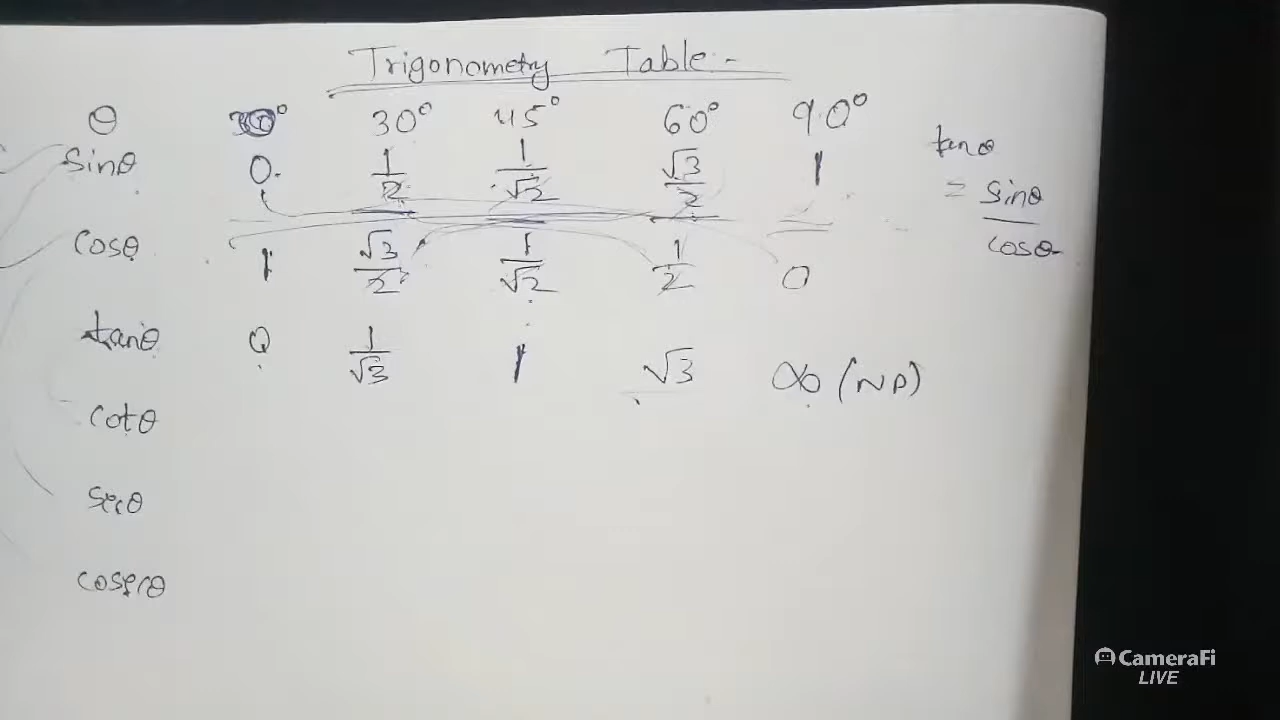 Trigonometry Table:-
θ 0° 30° 45° 60° 90°
sinθ 0 1/2 1/√2 √3/2 1
cosθ 1 √3/2 1/√2 1/2 0
tanθ 0 1/√3 1 √3 ∞ (ND)
cotθ
secθ
cosecθ
tanθ
= sinθ/cosθ
CameraFi
LIVE